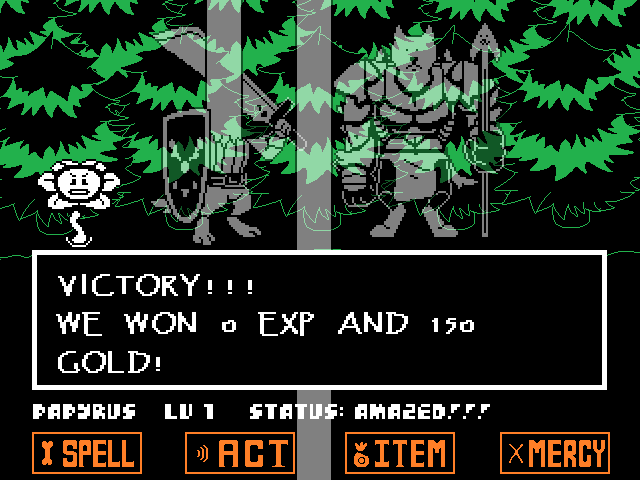 VICTORY!!!
WE WON 0 EXP AND 150
GOLD!
PAPYRUS LV 1 STATUS: AMAZED!!!
SPELL ACT ITEM MERCY